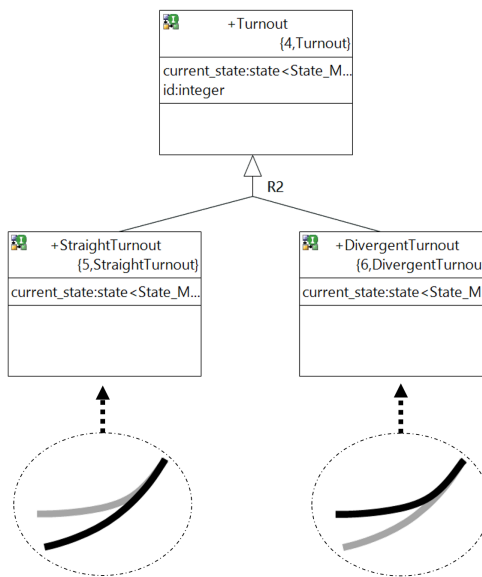 +Turnout
{4,Turnout}
current_state:state<State_M...
id:integer
R2
+StraightTurnout
{5,StraightTurnout}
current_state:state<State_M...
+DivergentTurnout
{6,DivergentTurnou
current_state:state<State_M